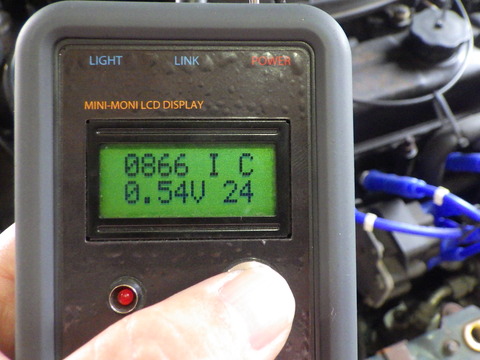 LIGHT LINK POWER
MINI-MONI LCD DISPLAY
0866 I C
0.54V 24